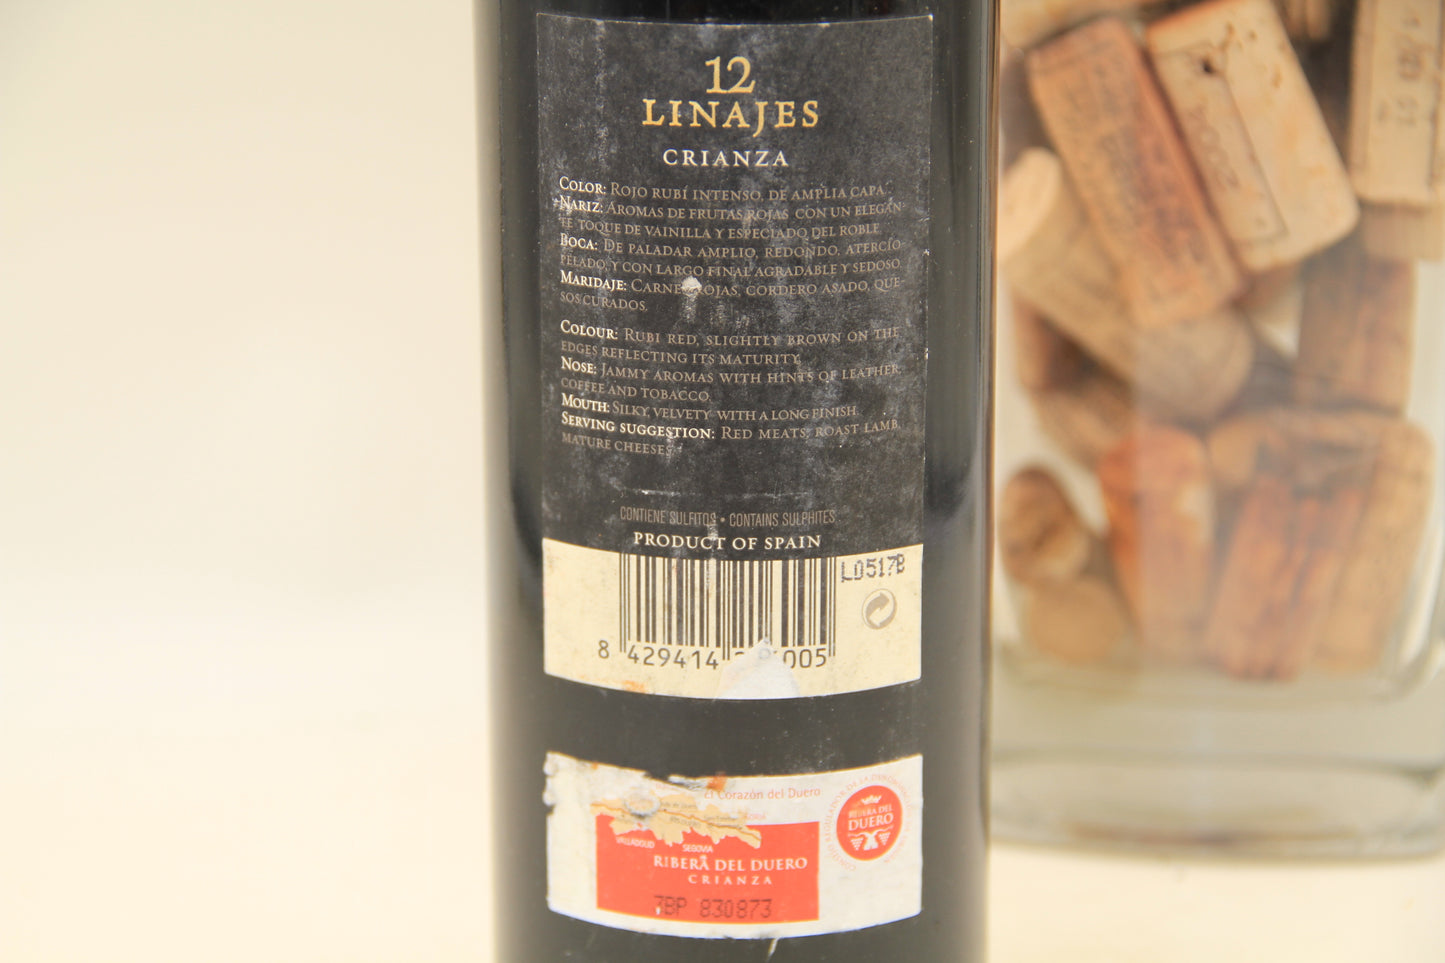 12
LINAJES
CRIANZA
COLOR: ROJO RUBÍ INTENSO, DE AMPLIA CAPA.
NARIZ: AROMAS DE FRUTAS ROJAS CON UN ELEGAN-
TE TOQUE DE VAINILLA Y ESPECIADO DEL ROBLE.
BOCA: DE PALADAR AMPLIO, REDONDO, ATERCIO-
PELADO, Y CON LARGO FINAL AGRADABLE Y SEDOSO.
MARIDAJE: CARNES ROJAS, CORDERO ASADO, QUE-
SOS CURADOS.
COLOUR: RUBI RED, SLIGHTLY BROWN ON THE
EDGES REFLECTING ITS MATURITY.
NOSE: JAMMY AROMAS WITH HINTS OF LEATHER,
COFFEE AND TOBACCO.
MOUTH: SILKY, VELVETY WITH A LONG FINISH.
SERVING SUGGESTION: RED MEATS, ROAST LAMB,
MATURE CHEESES.
CONTIENE SULFITOS • CONTAINS SULPHITES
PRODUCT OF SPAIN
L0517B
8 429414 005
El Corazón del Duero
VALLADOLID SEGOVIA
RIBERA DEL DUERO
CRIANZA
7BP 830873
RIBERA DEL
DUERO
2004